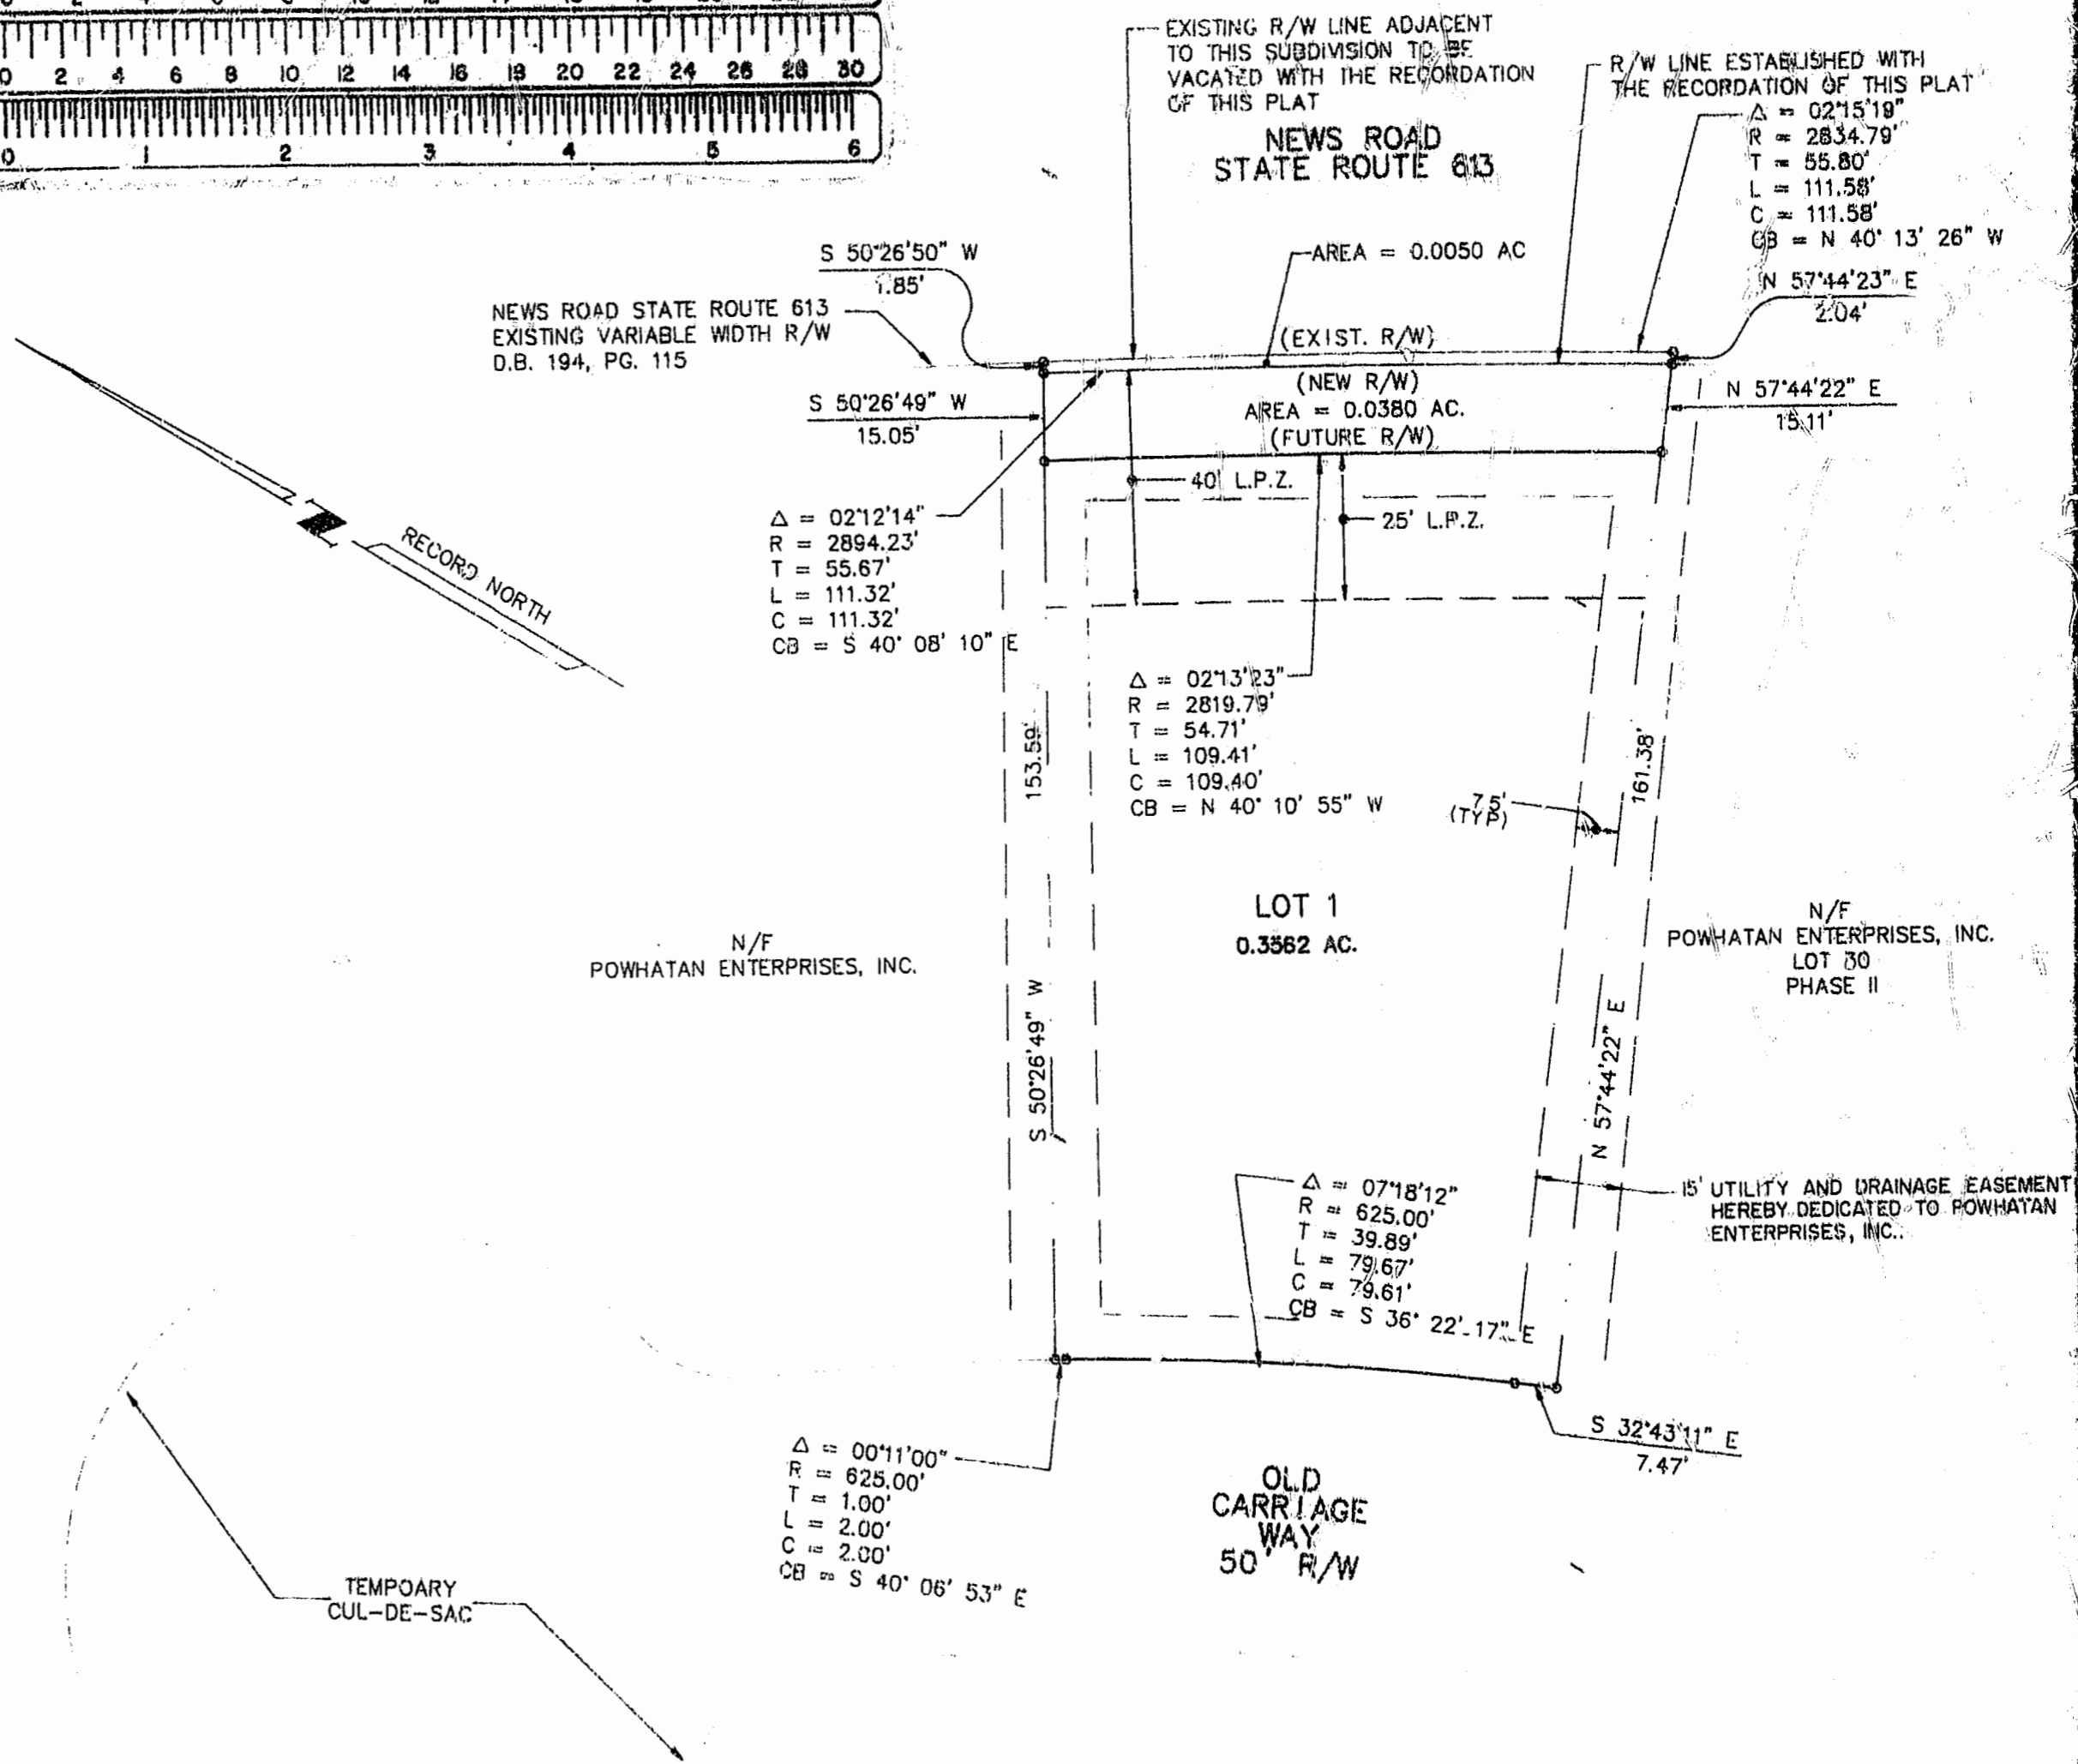 0 2 4 6 8 10 12 14 16 18 20 22 24 26 28 30
0 1 2 3 4 5 6
EXISTING R/W LINE ADJACENT
TO THIS SUBDIVISION TO BE
VACATED WITH THE RECORDATION
OF THIS PLAT
R/W LINE ESTABLISHED WITH
THE RECORDATION OF THIS PLAT
NEWS ROAD
STATE ROUTE 613
Δ = 02°15'19"
R = 2834.79'
T = 55.80'
L = 111.58'
C = 111.58'
CB = N 40° 13' 26" W
S 50°26'50" W
1.85'
AREA = 0.0050 AC
N 57°44'23" E
2.04'
NEWS ROAD STATE ROUTE 613
EXISTING VARIABLE WIDTH R/W
D.B. 194, PG. 115
(EXIST. R/W)
(NEW R/W)
AREA = 0.0380 AC.
(FUTURE R/W)
S 50°26'49" W
15.05'
N 57°44'22" E
15.11'
40' L.P.Z.
25' L.P.Z.
RECORD NORTH
Δ = 02°12'14"
R = 2894.23'
T = 55.67'
L = 111.32'
C = 111.32'
CB = S 40° 08' 10" E
Δ = 02°13'23"
R = 2819.79'
T = 54.71'
L = 109.41'
C = 109.40'
CB = N 40° 10' 55" W
153.59'
161.38'
7.5'
(TYP)
LOT 1
0.3562 AC.
N/F
POWHATAN ENTERPRISES, INC.
N/F
POWHATAN ENTERPRISES, INC.
LOT 30
PHASE II
S 50°26'49" W
N 57°44'22" E
Δ = 07°18'12"
R = 625.00'
T = 39.89'
L = 79.67'
C = 79.61'
CB = S 36° 22' 17" E
15' UTILITY AND DRAINAGE EASEMENT
HEREBY DEDICATED TO POWHATAN
ENTERPRISES, INC..
S 32°43'11" E
7.47'
Δ = 00°11'00"
R = 625.00'
T = 1.00'
L = 2.00'
C = 2.00'
CB = S 40° 06' 53" E
OLD
CARRIAGE
WAY
50' R/W
TEMPOARY
CUL-DE-SAC